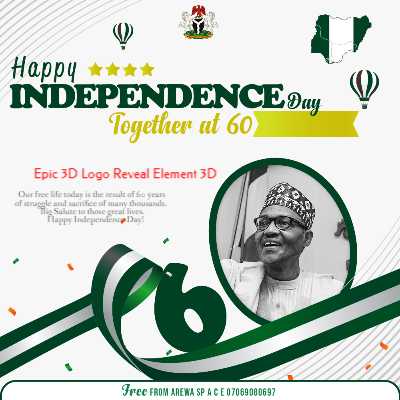 Happy
INDEPENDENCE Day
Together at 60
Epic 3D Logo Reveal Element 3D
Our free life today is the result of 60 years
of struggle and sacrifice of many thousands.
Big Salute to those great lives.
Happy Independence Day!
6
Free FROM AREWA SP A C E 07069080697